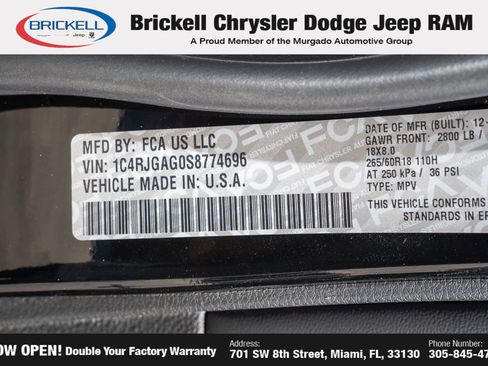 BRICKELL
Jeep
Brickell Chrysler Dodge Jeep RAM
A Proud Member of the Murgado Automotive Group
MFD BY: FCA US LLC
VIN: 1C4RJGAG0S8774696
VEHICLE MADE IN: U.S.A.
DATE OF MFR (BUILT): 12-
GAWR FRONT: 2800 LB /
18X8.0
265/60R18 110H
AT 250 kPa / 36 PSI
TYPE: MPV
THIS VEHICLE CONFORMS
STANDARDS IN
OW OPEN! Double Your Factory Warranty
Address:
701 SW 8th Street, Miami, FL, 33130
Phone Number:
305-845-47